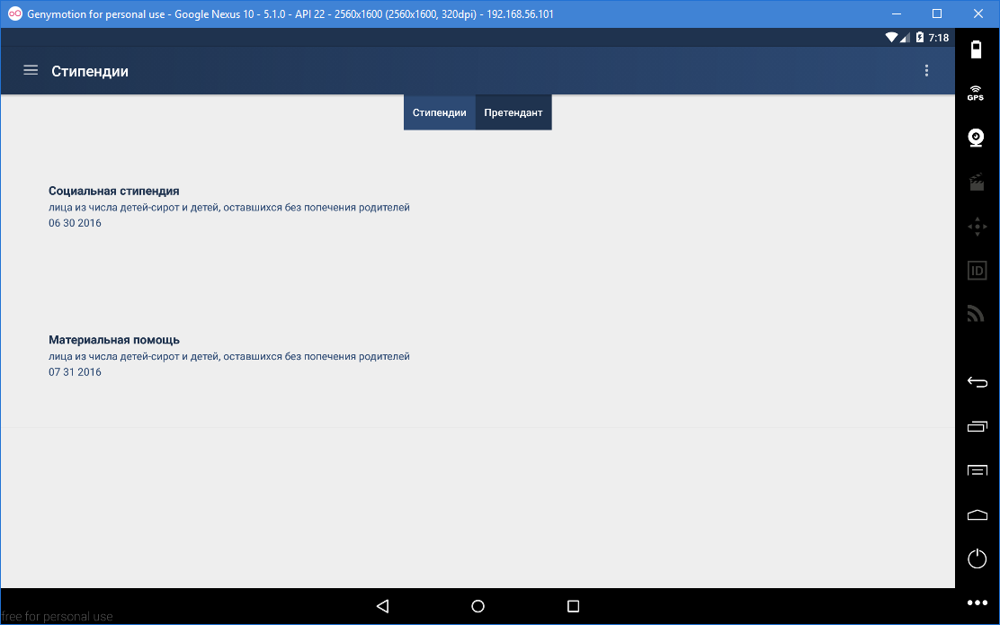 Genymotion for personal use - Google Nexus 10 - 5.1.0 - API 22 - 2560x1600 (2560x1600, 320dpi) - 192.168.56.101
7:18
Стипендии
Стипендии Претендант
GPS
Социальная стипендия
лица из числа детей-сирот и детей, оставшихся без попечения родителей
06 30 2016
ID
Материальная помощь
лица из числа детей-сирот и детей, оставшихся без попечения родителей
07 31 2016
free for personal use